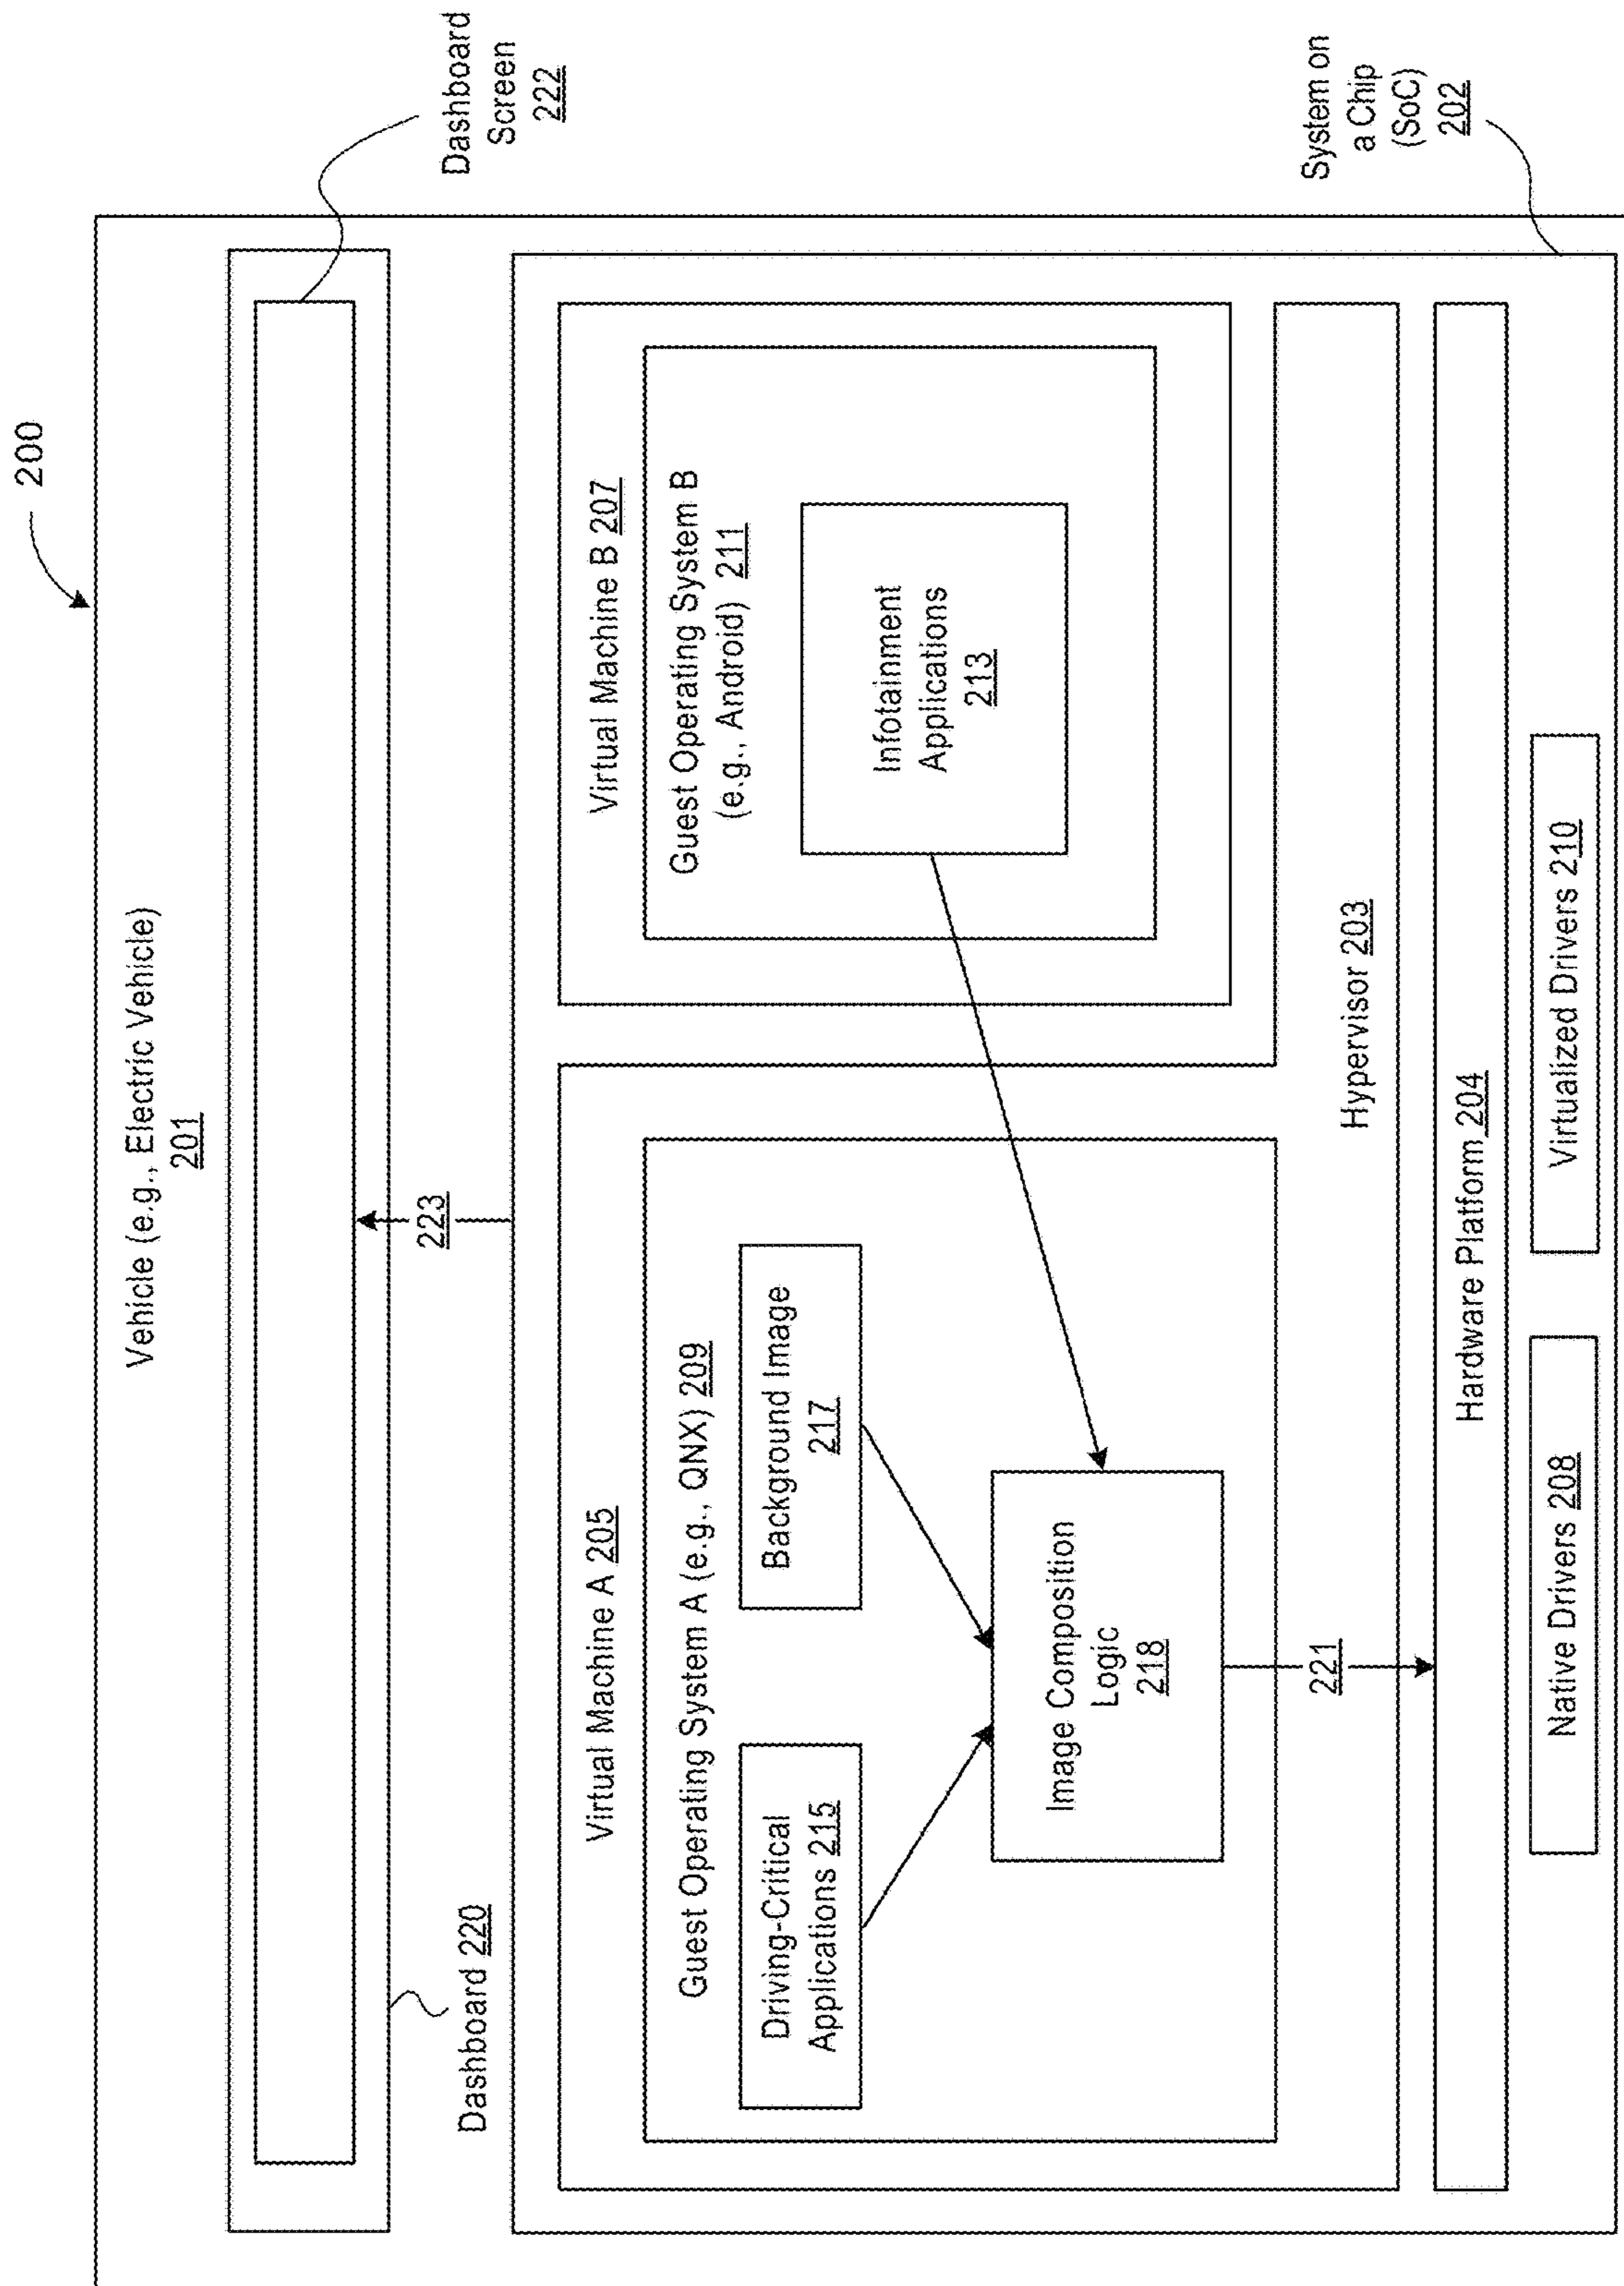 200
Vehicle (e.g., Electric Vehicle)
201
Dashboard
Screen
222
Dashboard 220
223
System on
a Chip
(SoC)
202
Virtual Machine A 205
Guest Operating System A (e.g., QNX) 209
Driving-Critical
Applications 215
Background Image
217
Image Composition
Logic
218
221
Virtual Machine B 207
Guest Operating System B
(e.g., Android) 211
Infotainment
Applications
213
Hypervisor 203
Hardware Platform 204
Native Drivers 208
Virtualized Drivers 210